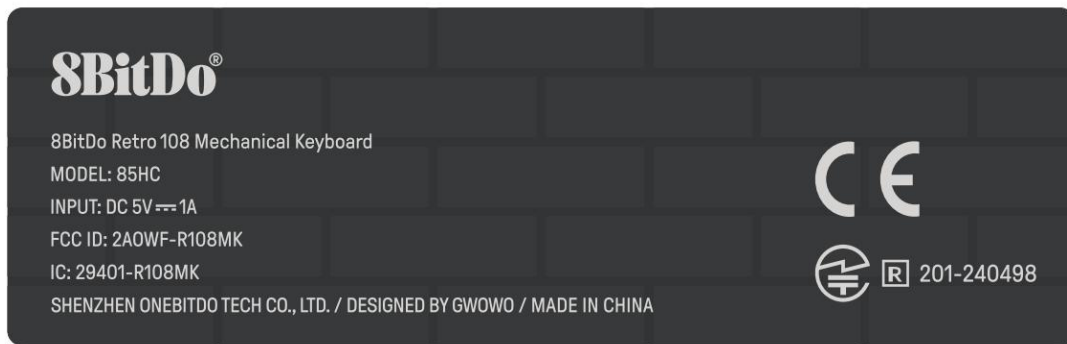 8BitDo®
8BitDo Retro 108 Mechanical Keyboard
MODEL: 85HC
INPUT: DC 5V⎓1A
FCC ID: 2AOWF-R108MK
IC: 29401-R108MK
SHENZHEN ONEBITDO TECH CO., LTD. / DESIGNED BY GWOWO / MADE IN CHINA
CE
R 201-240498